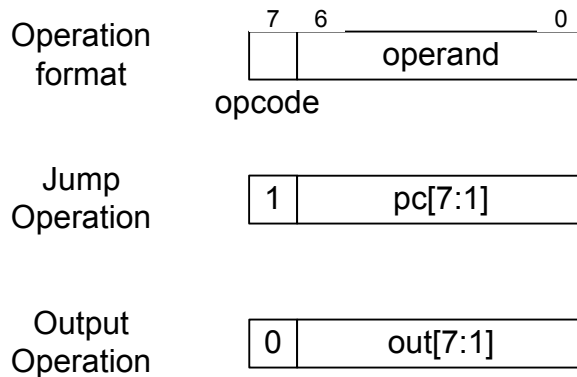 7 6 0
Operation
format
operand
opcode
Jump
Operation
1 pc[7:1]
Output
Operation
0 out[7:1]